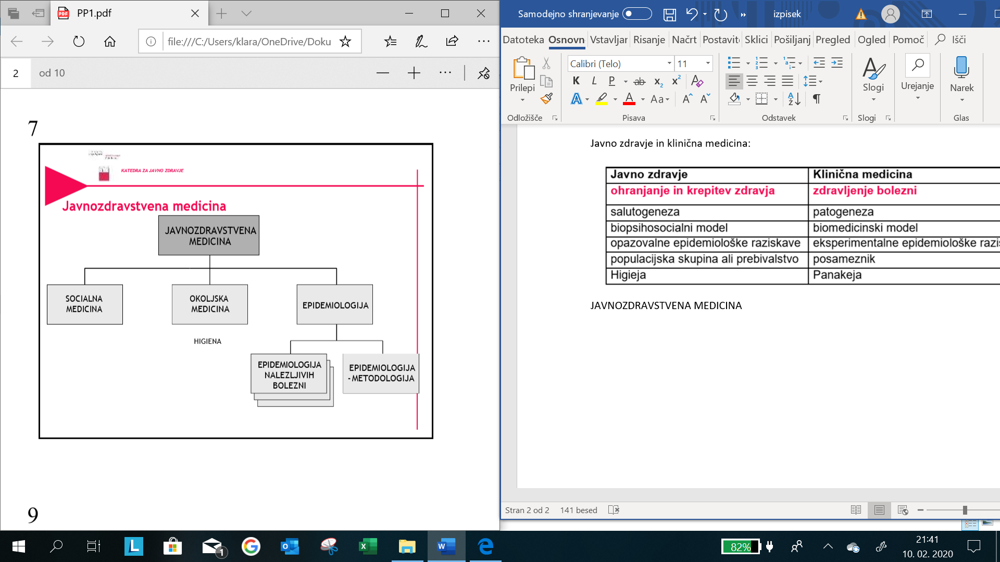 PP1.pdf
file:///C:/Users/klara/OneDrive/Doku
2 od 10
7
KATEDRA ZA JAVNO ZDRAVJE
Javnozdravstvena medicina
JAVNOZDRAVSTVENA
MEDICINA
SOCIALNA
MEDICINA
OKOLJSKA
MEDICINA
EPIDEMIOLOGIJA
HIGIENA
EPIDEMIOLOGIJA
NALEZLJIVIH
BOLEZNI
EPIDEMIOLOGIJA
- METODOLOGIJA
9
Samodejno shranjevanje
izpisek
Datoteka Osnovn Vstavljar Risanje Načrt Postavite Sklici Pošiljanj Pregled Ogled Pomoč Išči
Prilepi
Calibri (Telo) 11
K L P ab x₂ x²
A A A Aa A A
Slogi
Urejanje
Narek
Odložišče Pisava Odstavek Slogi Glas
Javno zdravje in klinična medicina:
Javno zdravje Klinična medicina
ohranjanje in krepitev zdravja zdravljenje bolezni
salutogeneza patogeneza
biopsihosocialni model biomedicinski model
opazovalne epidemiološke raziskave eksperimentalne epidemiološke razis
populacijska skupina ali prebivalstvo posameznik
Higieja Panakeja
JAVNOZDRAVSTVENA MEDICINA
Stran 2 od 2 141 besed
82%
21:41
10. 02. 2020